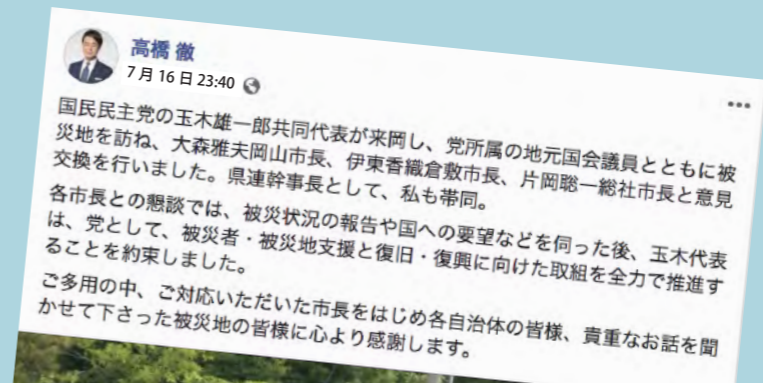 高橋 徹
7月16日 23:40
国民民主党の玉木雄一郎共同代表が来岡し、党所属の地元国会議員とともに被
災地を訪ね、大森雅夫岡山市長、伊東香織倉敷市長、片岡聡一総社市長と意見
交換を行いました。県連幹事長として、私も帯同。
各市長との懇談では、被災状況の報告や国への要望などを伺った後、玉木代表
は、党として、被災者・被災地支援と復旧・復興に向けた取組を全力で推進す
ることを約束しました。
ご多用の中、ご対応いただいた市長をはじめ各自治体の皆様、貴重なお話を聞
かせて下さった被災地の皆様に心より感謝します。